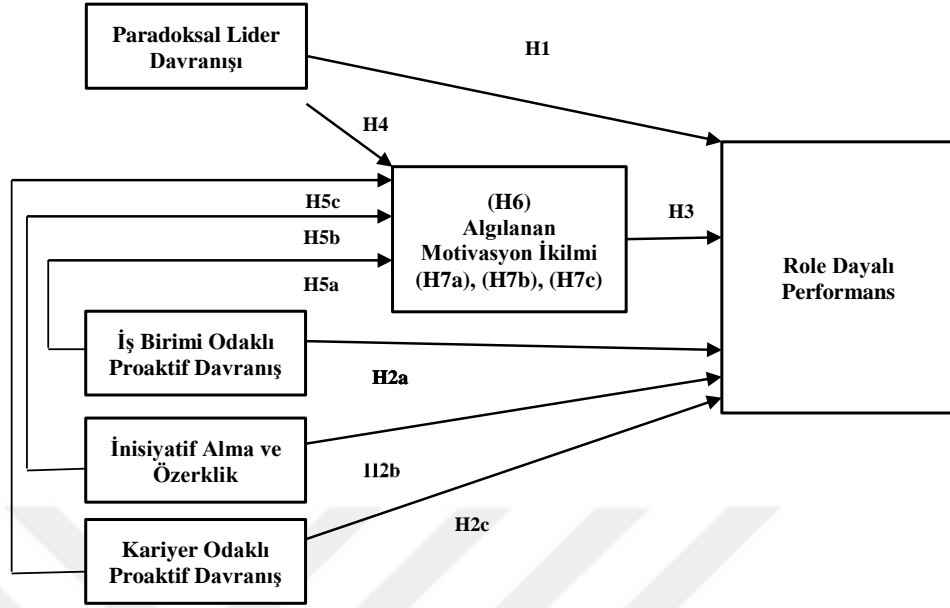 Paradoksal Lider
Davranışı
H1
H4
(H6)
Algılanan
Motivasyon İkilmi
(H7a), (H7b), (H7c)
H3
H5c
H5b
H5a
Role Dayalı
Performans
İş Birimi Odaklı
Proaktif Davranış
H2a
İnisiyatif Alma ve
Özerklik
H2b
Kariyer Odaklı
Proaktif Davranış
H2c